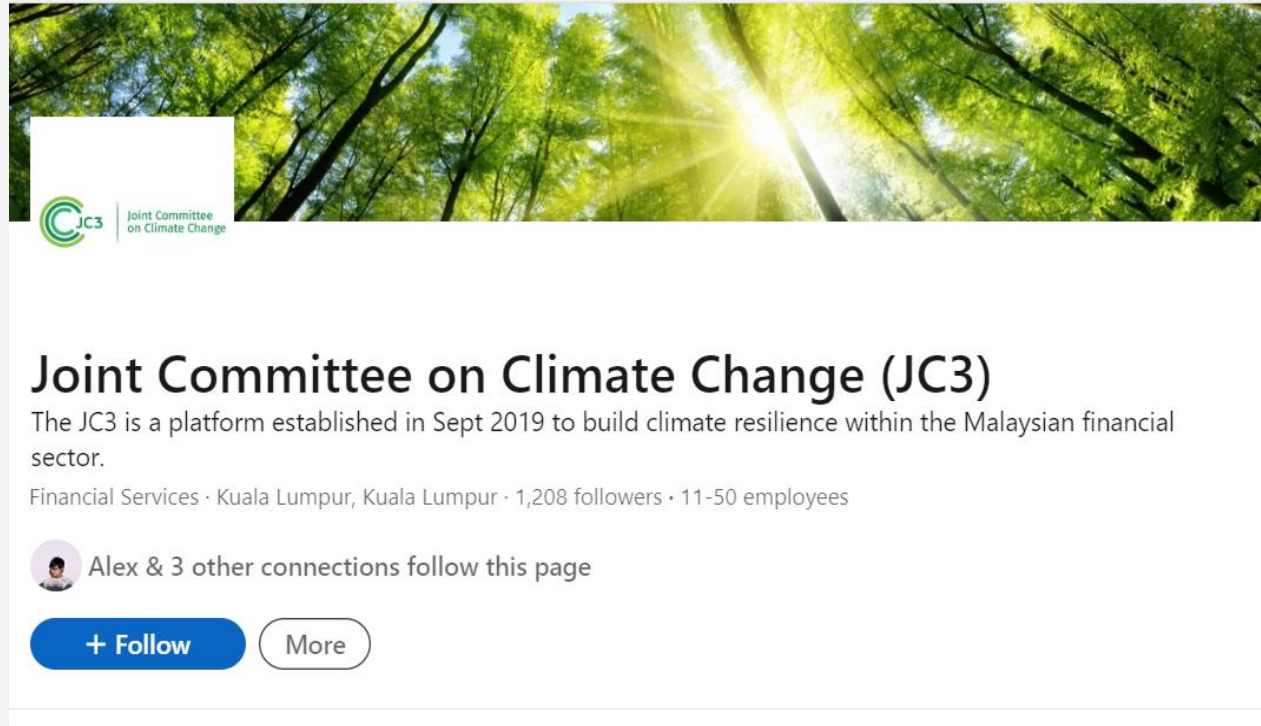 JC3
Joint Committee
on Climate Change
Joint Committee on Climate Change (JC3)
The JC3 is a platform established in Sept 2019 to build climate resilience within the Malaysian financial
sector.
Financial Services · Kuala Lumpur, Kuala Lumpur · 1,208 followers · 11-50 employees
Alex & 3 other connections follow this page
+ Follow
More